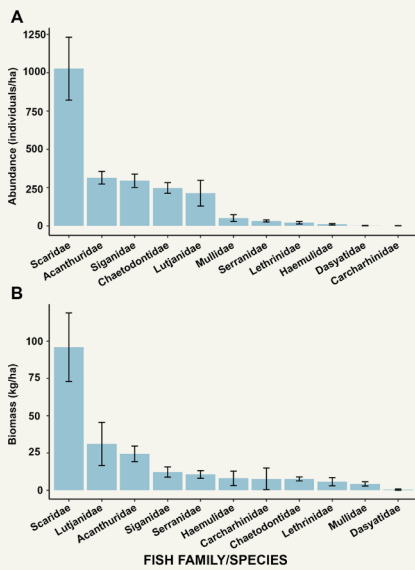 A
Abundance (individuals/ha)
1250
1000
750
500
250
0
Scaridae
Acanthuridae
Siganidae
Chaetodontidae
Lutjanidae
Mullidae
Serranidae
Lethrinidae
Haemulidae
Dasyatidae
Carcharhinidae
B
Biomass (kg/ha)
100
75
50
25
0
Scaridae
Lutjanidae
Acanthuridae
Siganidae
Serranidae
Haemulidae
Carcharhinidae
Chaetodontidae
Lethrinidae
Mullidae
Dasyatidae
FISH FAMILY/SPECIES